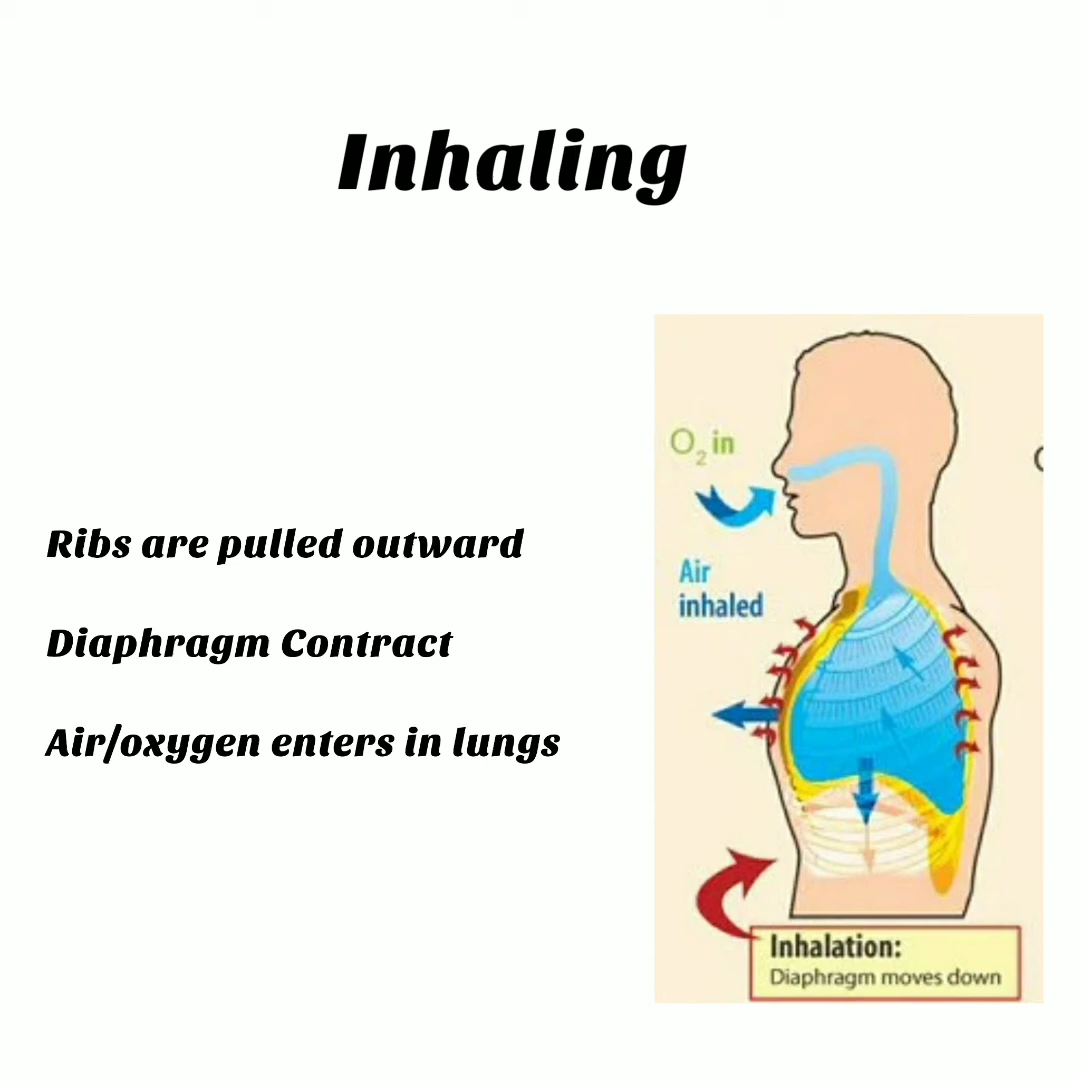 Inhaling
Ribs are pulled outward
Diaphragm Contract
Air/oxygen enters in lungs
O₂ in
Air
inhaled
Inhalation:
Diaphragm moves down